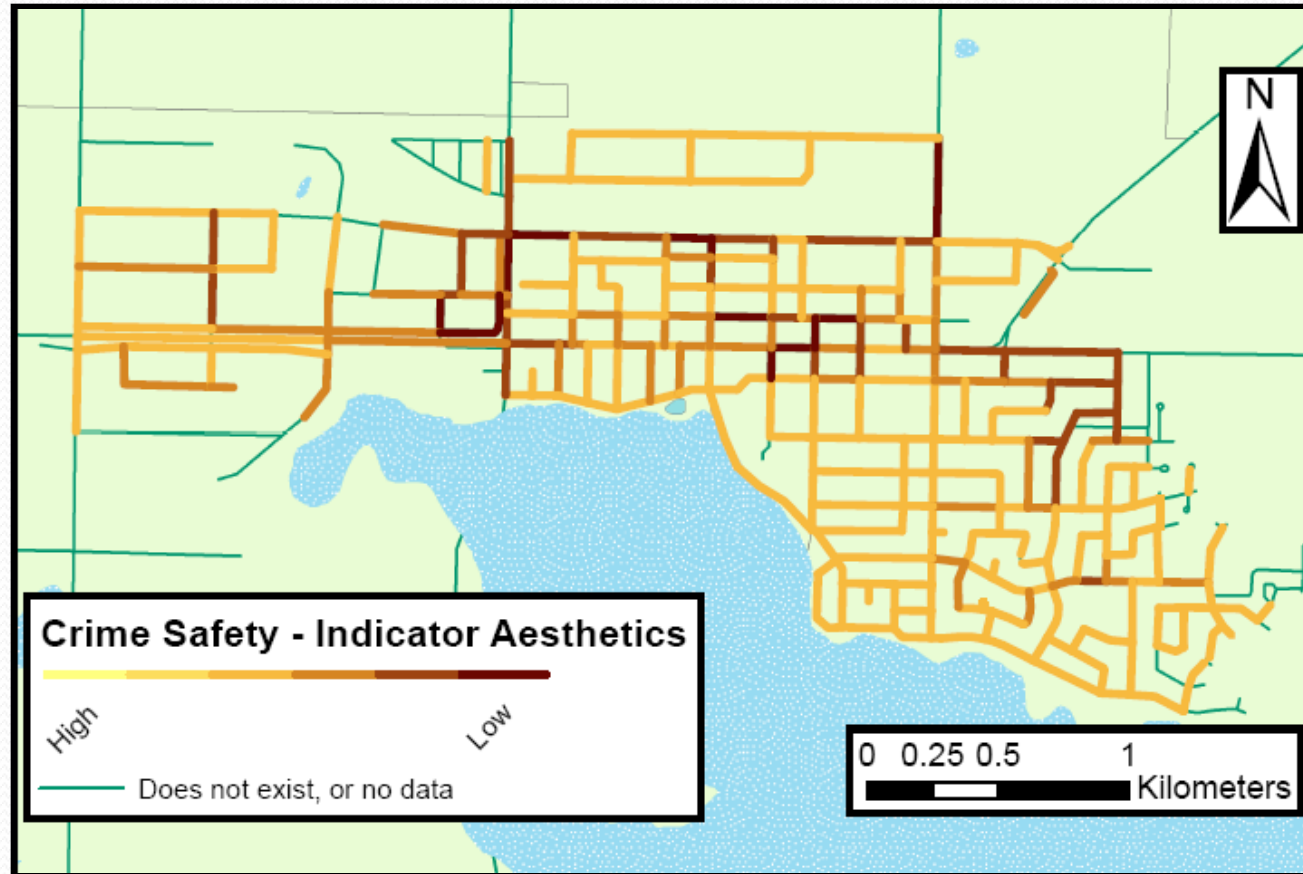 N
Crime Safety - Indicator Aesthetics
High
Low
Does not exist, or no data
0 0.25 0.5 1
Kilometers